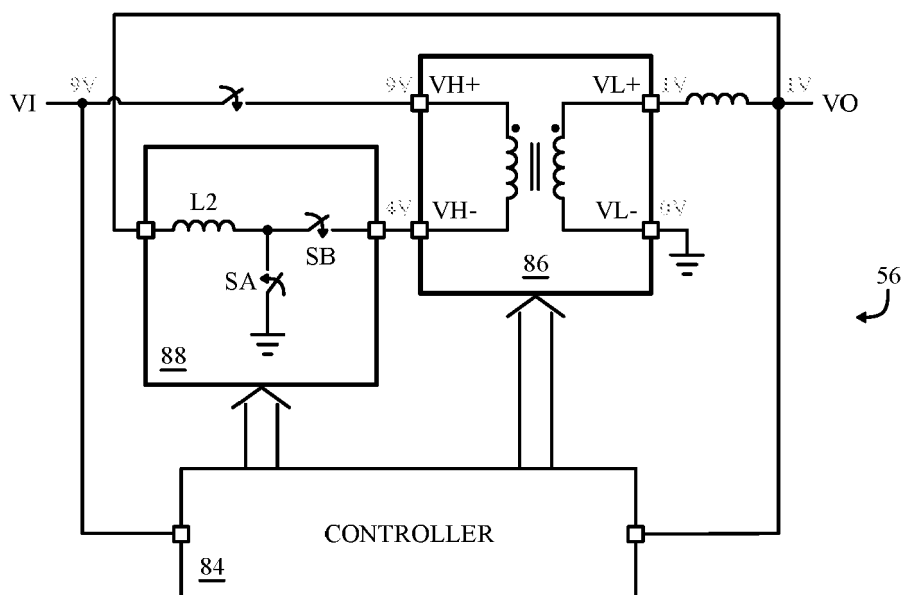 VI
9V
9V
VH+
VL+
1V
1V
VO
L2
SB
SA
4V
VH-
VL-
0V
86
88
56
CONTROLLER
84